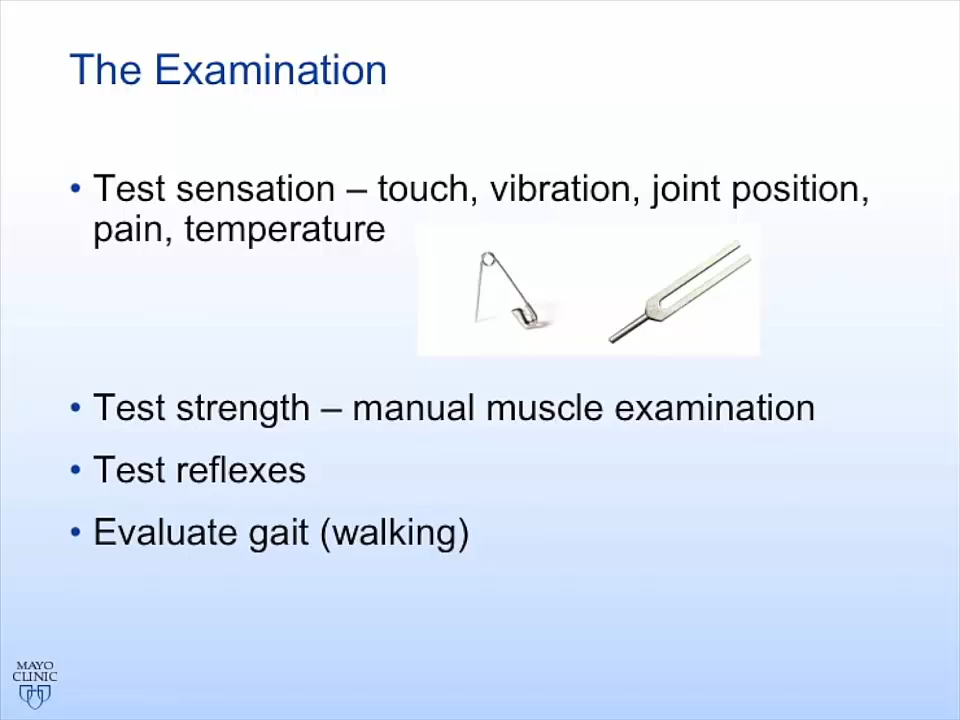 The Examination
• Test sensation – touch, vibration, joint position,
pain, temperature
• Test strength – manual muscle examination
• Test reflexes
• Evaluate gait (walking)
MAYO
CLINIC